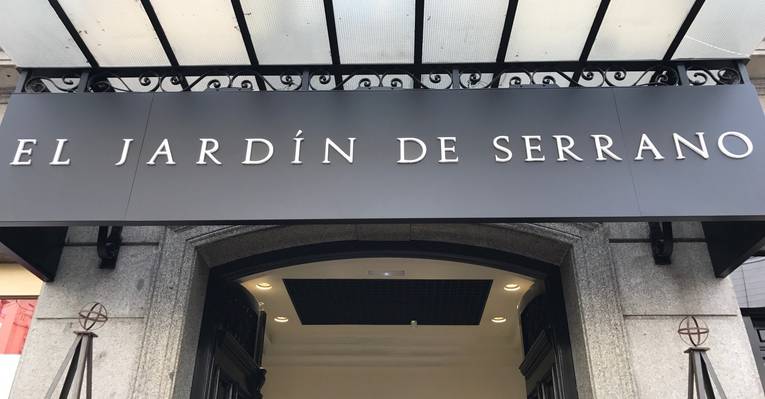 EL JARDÍN DE SERRANO